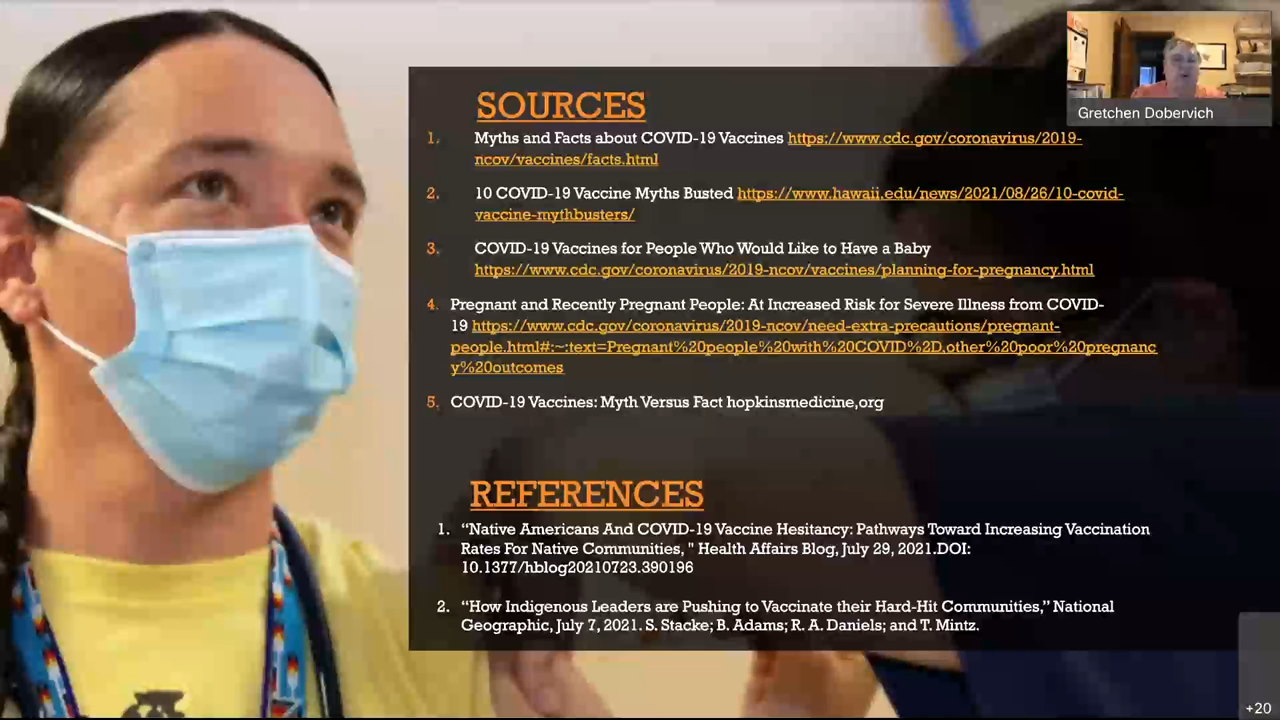 SOURCES
1. Myths and Facts about COVID-19 Vaccines https://www.cdc.gov/coronavirus/2019-
ncov/vaccines/facts.html
2. 10 COVID-19 Vaccine Myths Busted https://www.hawaii.edu/news/2021/08/26/10-covid-
vaccine-mythbusters/
3. COVID-19 Vaccines for People Who Would Like to Have a Baby
https://www.cdc.gov/coronavirus/2019-ncov/vaccines/planning-for-pregnancy.html
4. Pregnant and Recently Pregnant People: At Increased Risk for Severe Illness from COVID-
19 https://www.cdc.gov/coronavirus/2019-ncov/need-extra-precautions/pregnant-
people.html#:~:text=Pregnant%20people%20with%20COVID%2D,other%20poor%20pregnanc
y%20outcomes
5. COVID-19 Vaccines: Myth Versus Fact hopkinsmedicine,org
REFERENCES
1. “Native Americans And COVID-19 Vaccine Hesitancy: Pathways Toward Increasing Vaccination
Rates For Native Communities, " Health Affairs Blog, July 29, 2021.DOI:
10.1377/hblog20210723.390196
2. “How Indigenous Leaders are Pushing to Vaccinate their Hard-Hit Communities,” National
Geographic, July 7, 2021. S. Stacke; B. Adams; R. A. Daniels; and T. Mintz.
Gretchen Dobervich
+20